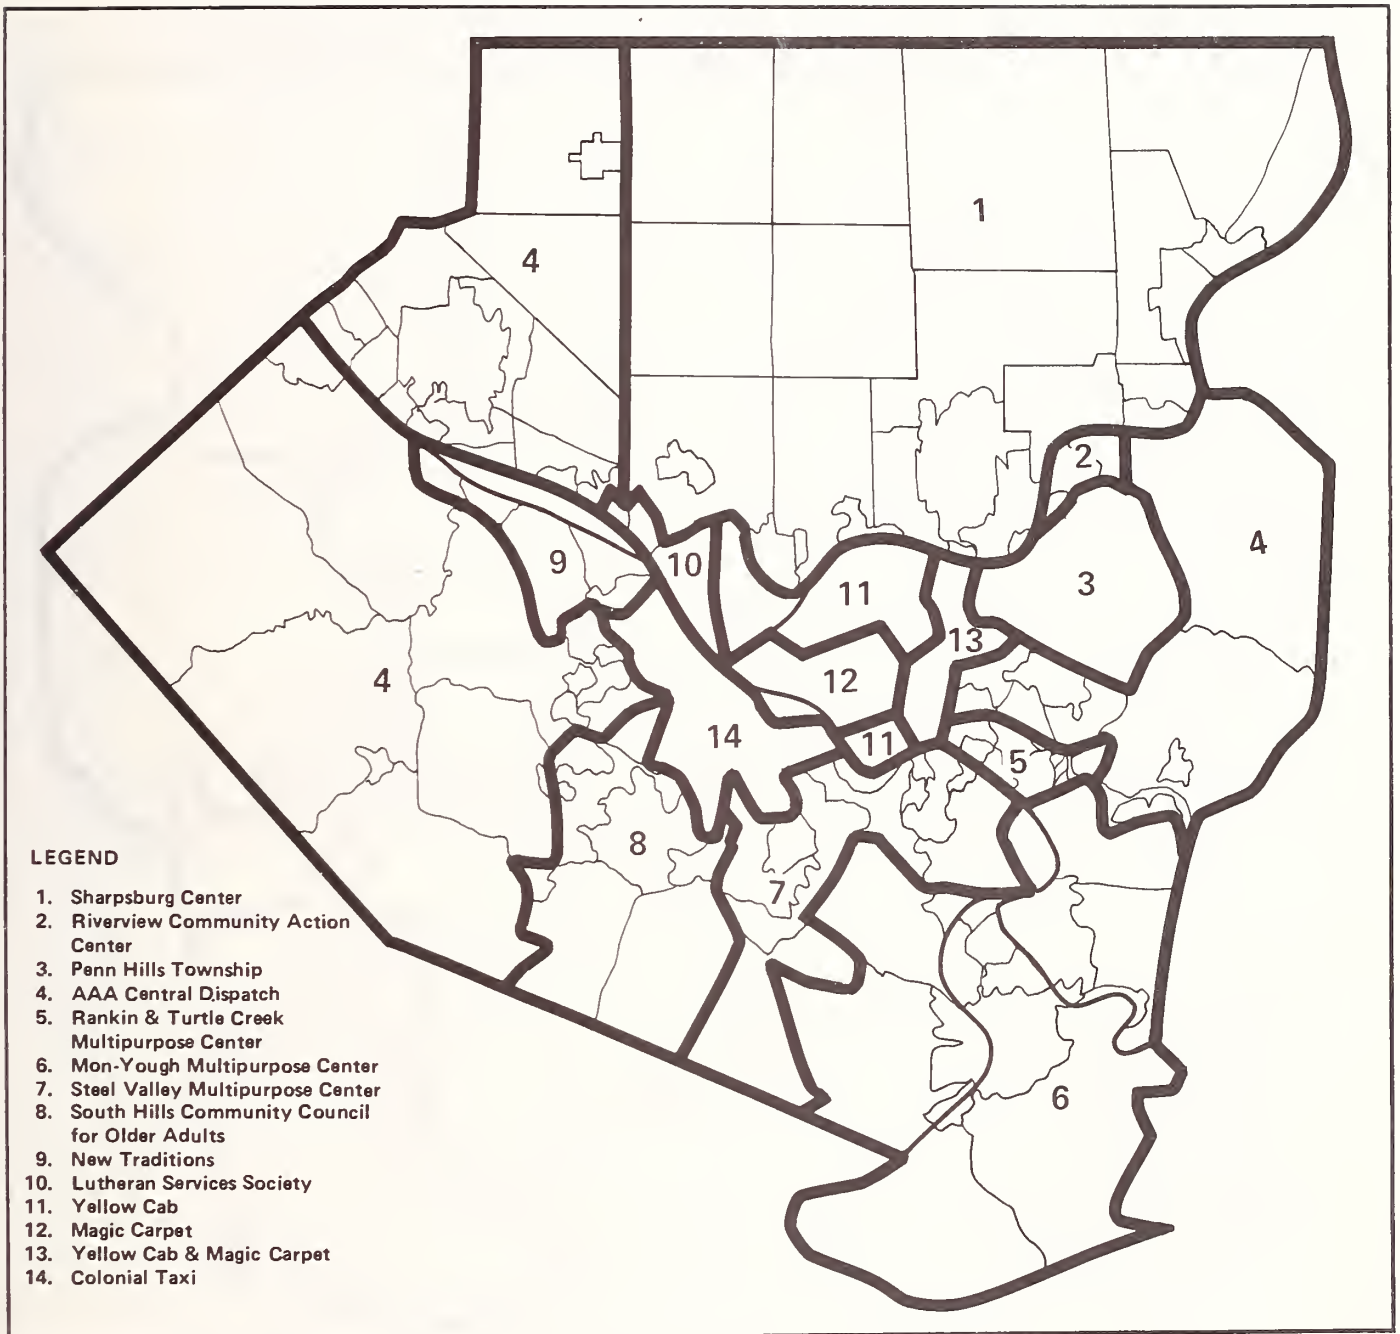 1
4
2
4
3
9
10
11
13
12
4
14
11
5
8
7
6
LEGEND
1. Sharpsburg Center
2. Riverview Community Action
Center
3. Penn Hills Township
4. AAA Central Dispatch
5. Rankin & Turtle Creek
Multipurpose Center
6. Mon-Yough Multipurpose Center
7. Steel Valley Multipurpose Center
8. South Hills Community Council
for Older Adults
9. New Traditions
10. Lutheran Services Society
11. Yellow Cab
12. Magic Carpet
13. Yellow Cab & Magic Carpet
14. Colonial Taxi